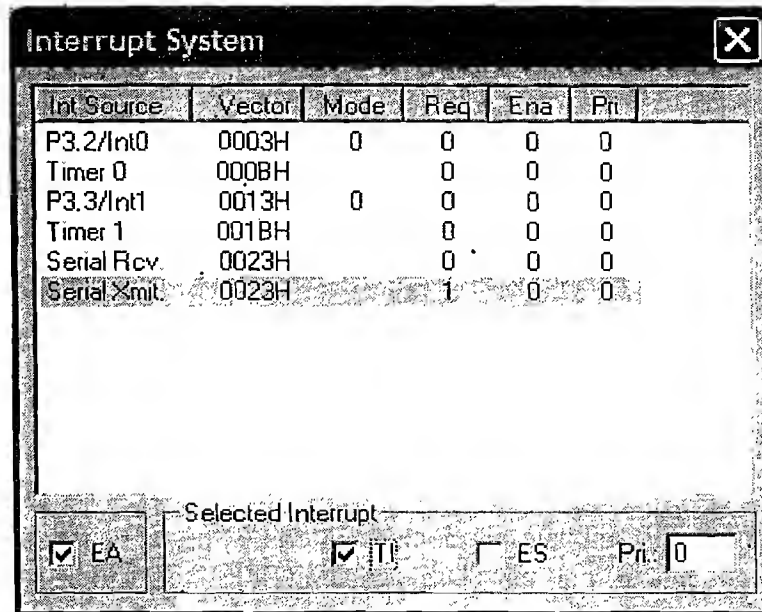 Interrupt System
Int Source Vector Mode Req Ena Pri
P3.2/Int0 0003H 0 0 0 0
Timer 0 000BH 0 0 0
P3.3/Int1 0013H 0 0 0 0
Timer 1 001BH 0 0 0
Serial Rcv. 0023H 0 0 0
Serial Xmit. 0023H 1 0 0
Selected Interrupt
EA TI ES Pri.: 0